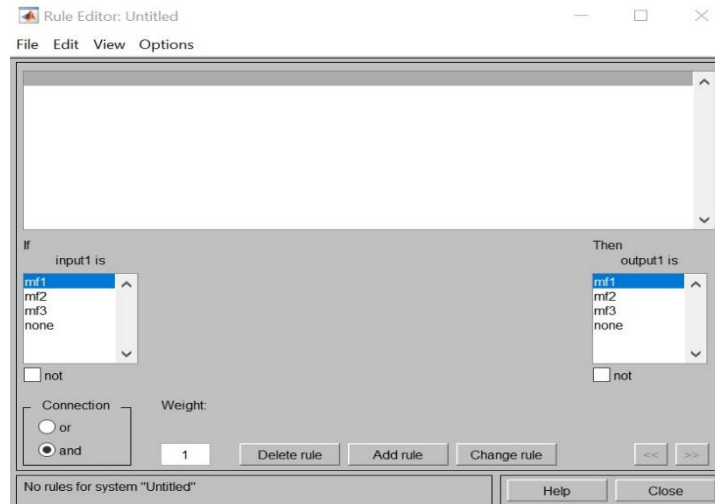 Rule Editor: Untitled
File Edit View Options
If
input1 is
mf1
mf2
mf3
none
not
Then
output1 is
mf1
mf2
mf3
none
not
Connection
or
and
Weight:
1
Delete rule
Add rule
Change rule
<<
>>
No rules for system "Untitled"
Help
Close